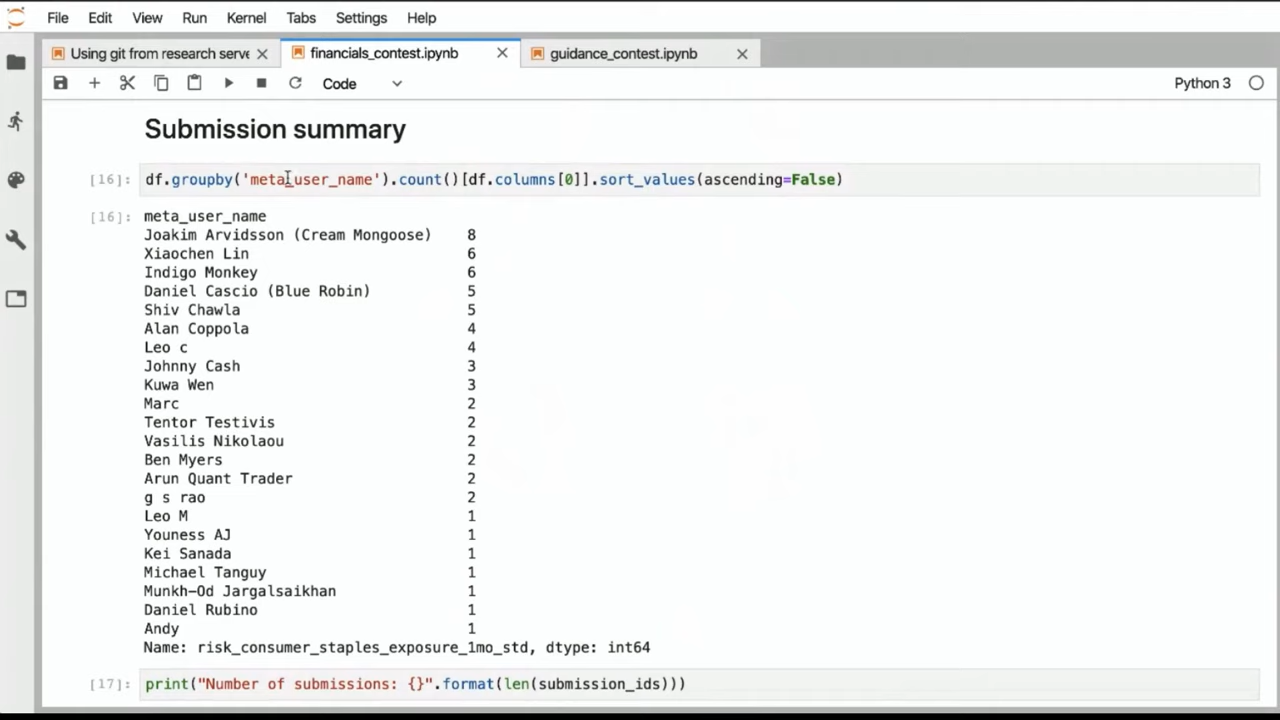 File Edit View Run Kernel Tabs Settings Help
Using git from research serve financials_contest.ipynb guidance_contest.ipynb
Code Python 3
Submission summary
[16]: df.groupby('meta_user_name').count()[df.columns[0]].sort_values(ascending=False)
[16]: meta_user_name
Joakim Arvidsson (Cream Mongoose) 8
Xiaochen Lin 6
Indigo Monkey 6
Daniel Cascio (Blue Robin) 5
Shiv Chawla 5
Alan Coppola 4
Leo c 4
Johnny Cash 3
Kuwa Wen 3
Marc 2
Tentor Testivis 2
Vasilis Nikolaou 2
Ben Myers 2
Arun Quant Trader 2
g s rao 2
Leo M 1
Youness AJ 1
Kei Sanada 1
Michael Tanguy 1
Munkh-Od Jargalsaikhan 1
Daniel Rubino 1
Andy 1
Name: risk_consumer_staples_exposure_1mo_std, dtype: int64
[17]: print("Number of submissions: {}".format(len(submission_ids)))